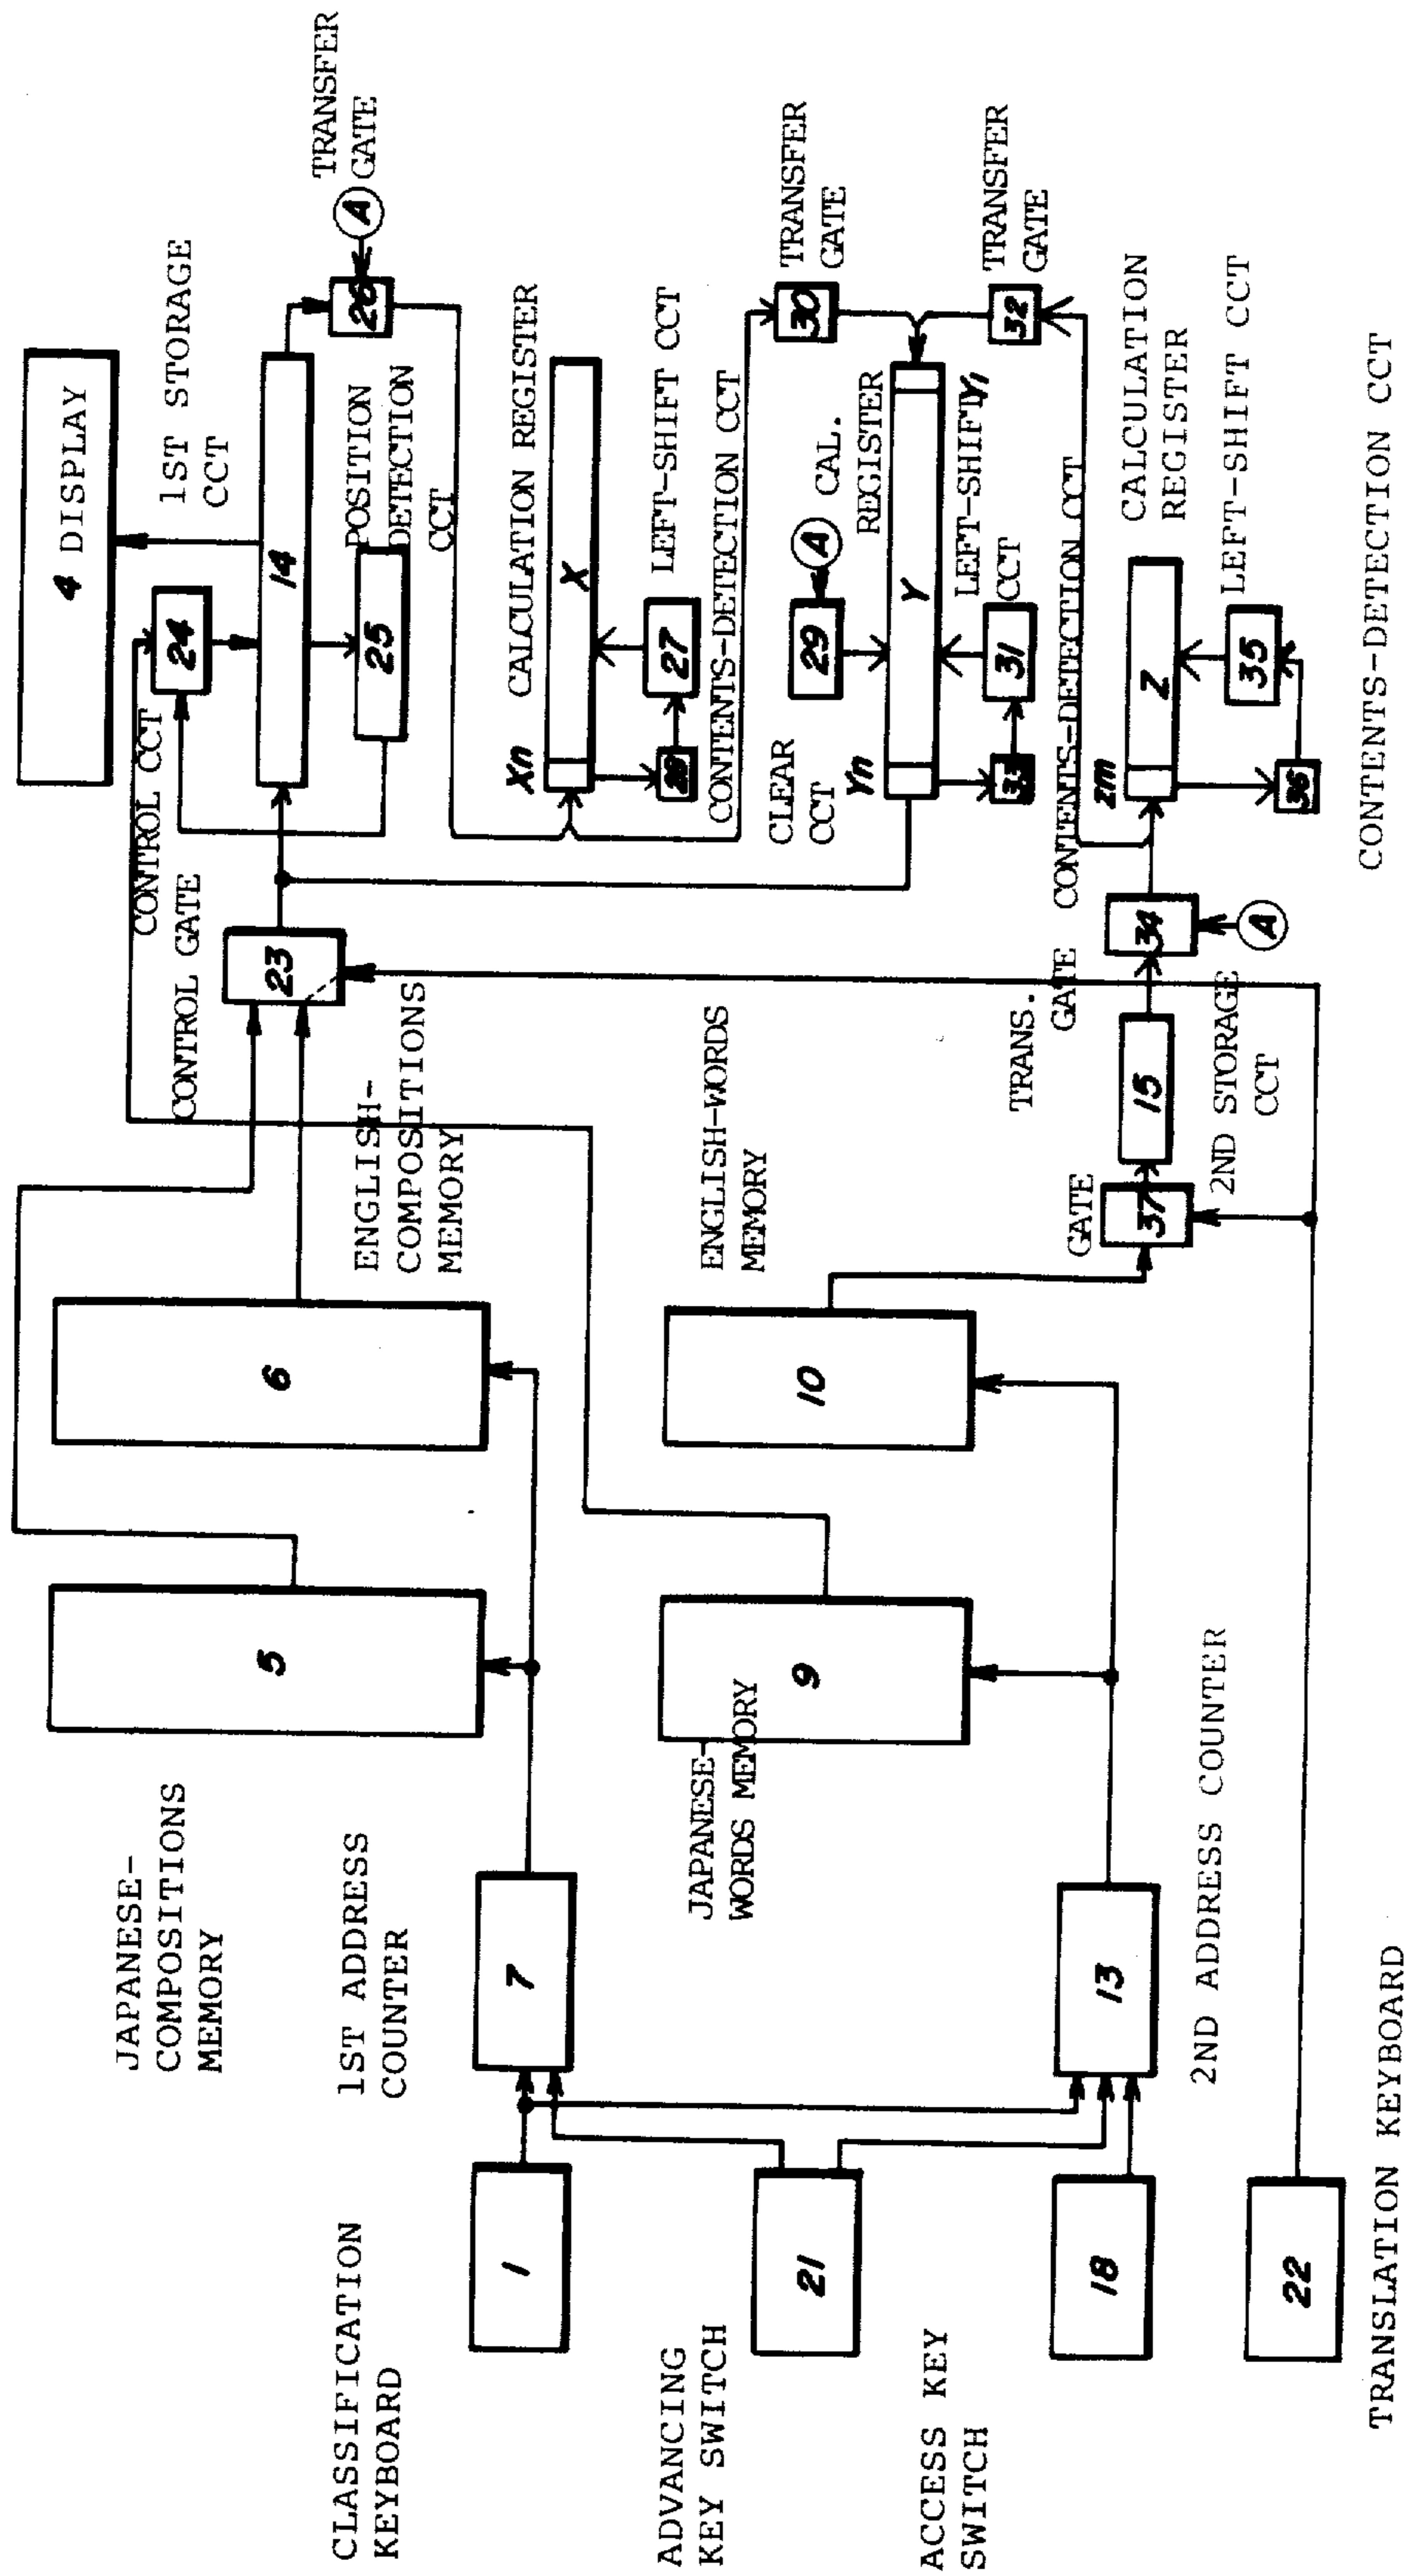 4 DISPLAY
1ST STORAGE
CCT
24
14
POSITION
DETECTION
CCT
25
TRANSFER
GATE
A
26
CONTROL CCT
CONTROL GATE
23
Xn
CALCULATION REGISTER
X
28
27
LEFT-SHIFT CCT
CONTENTS-DETECTION CCT
TRANSFER
GATE
30
CLEAR
CCT
29
A
CAL.
REGISTER
Yn
Y
Y1
33
31
LEFT-SHIFT
CCT
32
TRANSFER
GATE
CONTENTS-DETECTION CCT
zm
Z
CALCULATION
REGISTER
36
35
LEFT-SHIFT CCT
CONTENTS-DETECTION CCT
TRANS.
GATE
34
A
15
2ND STORAGE
CCT
GATE
37
ENGLISH-
COMPOSITIONS
MEMORY
6
ENGLISH-WORDS
MEMORY
10
JAPANESE-
COMPOSITIONS
MEMORY
5
JAPANESE-
WORDS MEMORY
9
1ST ADDRESS
COUNTER
7
2ND ADDRESS COUNTER
13
CLASSIFICATION
KEYBOARD
1
ADVANCING
KEY SWITCH
21
ACCESS KEY
SWITCH
18
22
TRANSLATION KEYBOARD